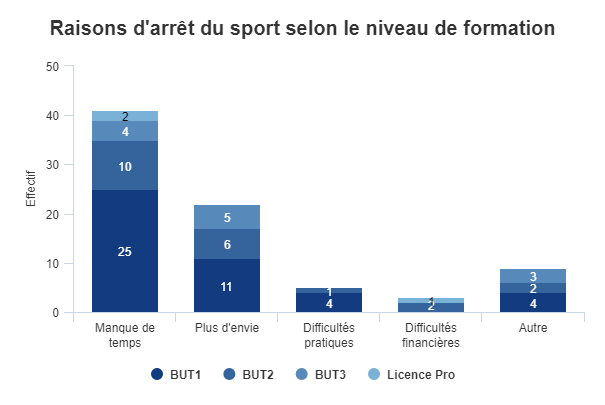 Raisons d'arrêt du sport selon le niveau de formation
50
40
30
20
10
0
Effectif
2
4
10
25
5
6
11
1
4
1
2
3
2
4
Manque de
temps
Plus d'envie
Difficultés
pratiques
Difficultés
financières
Autre
BUT1 BUT2 BUT3 Licence Pro